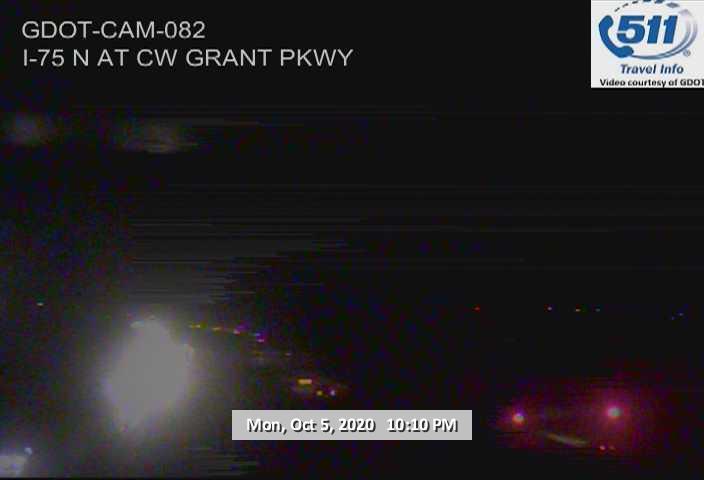 GDOT-CAM-082
I-75 N AT CW GRANT PKWY
511
Travel Info
Video courtesy of GDOT
Mon, Oct 5, 2020 10:10 PM